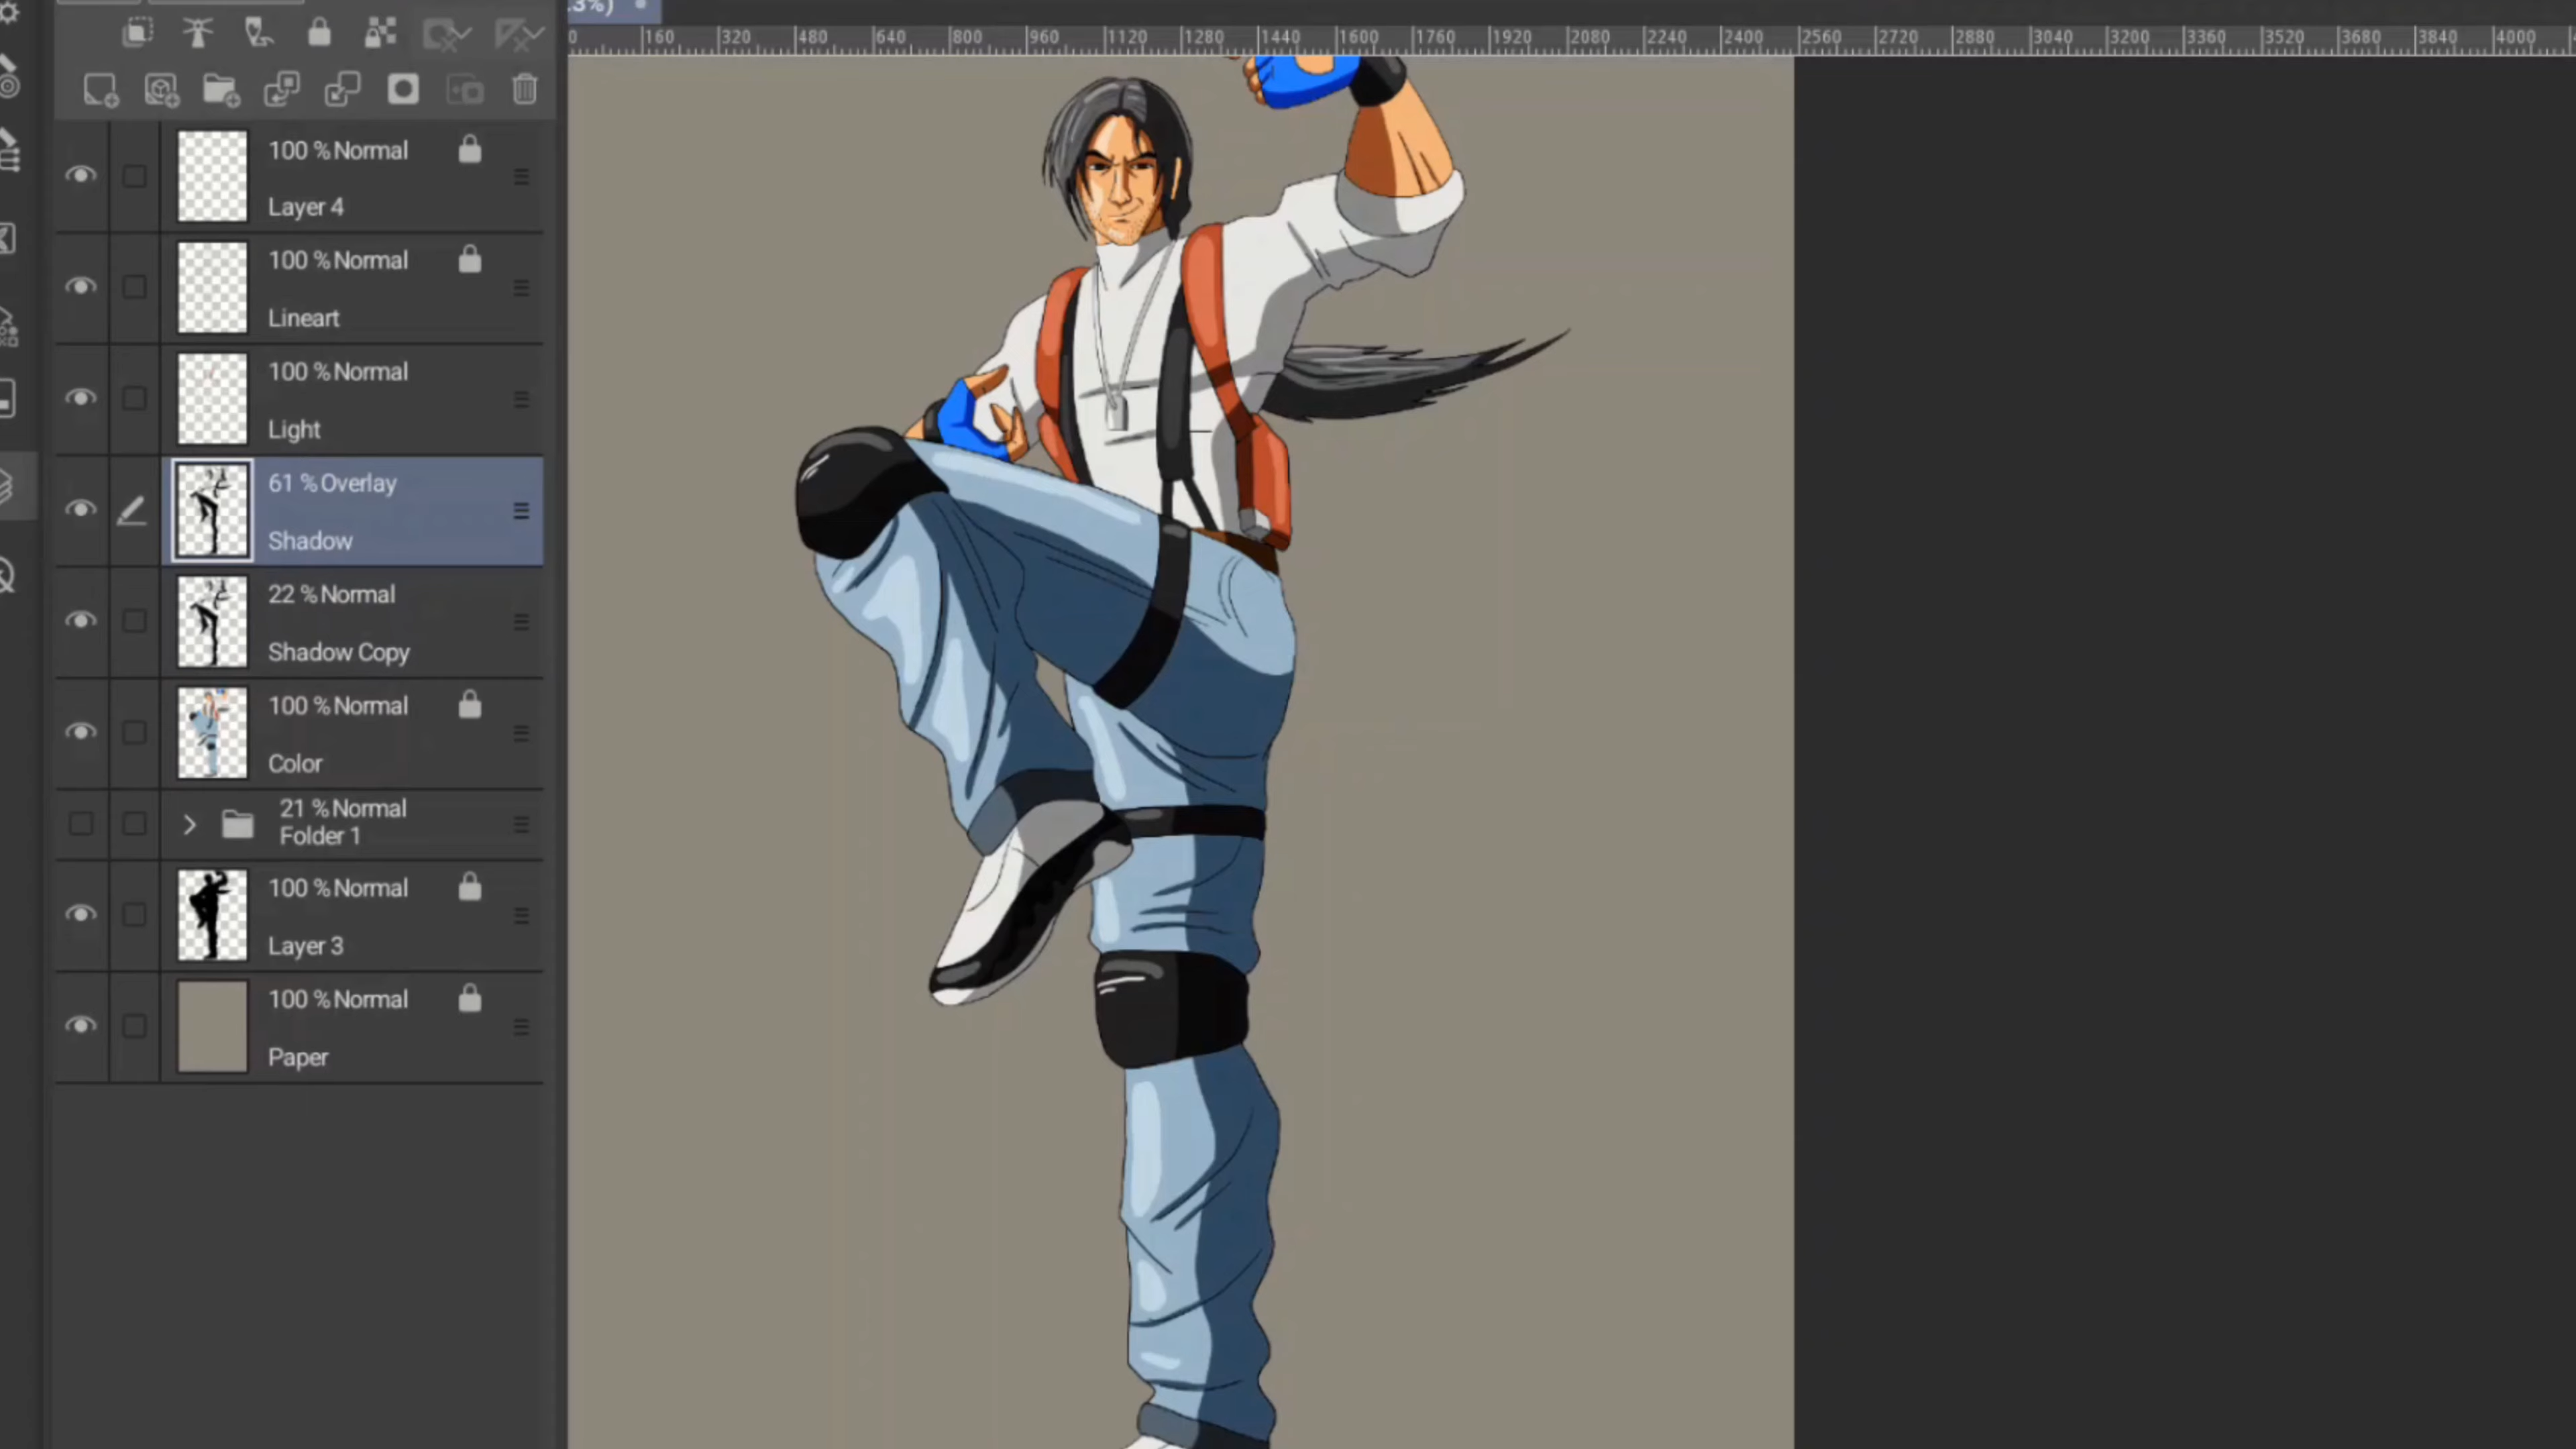 .3%)
0 160 320 480 640 800 960 1120 1280 1440 1600 1760 1920 2080 2240 2400 2560 2720 2880 3040 3200 3360 3520 3680 3840 4000
100 % Normal
Layer 4
100 % Normal
Lineart
100 % Normal
Light
61 % Overlay
Shadow
22 % Normal
Shadow Copy
100 % Normal
Color
21 % Normal
Folder 1
100 % Normal
Layer 3
100 % Normal
Paper